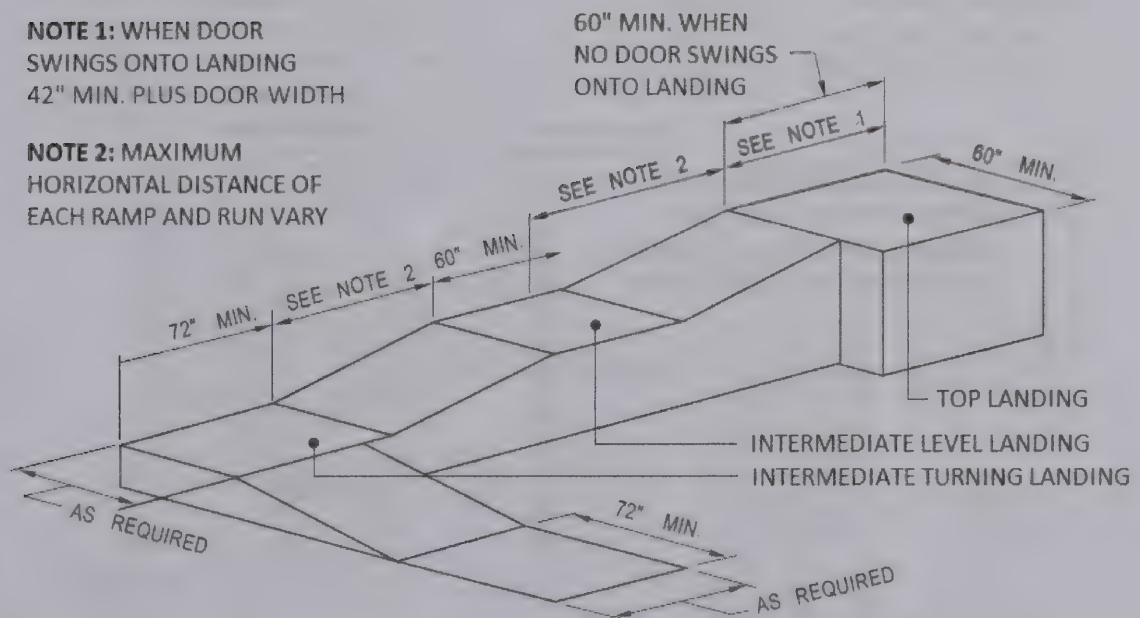 NOTE 1: WHEN DOOR
SWINGS ONTO LANDING
42" MIN. PLUS DOOR WIDTH
NOTE 2: MAXIMUM
HORIZONTAL DISTANCE OF
EACH RAMP AND RUN VARY
60" MIN. WHEN
NO DOOR SWINGS
ONTO LANDING
SEE NOTE 1
60" MIN.
SEE NOTE 2
60" MIN.
SEE NOTE 2
72" MIN.
TOP LANDING
INTERMEDIATE LEVEL LANDING
INTERMEDIATE TURNING LANDING
AS REQUIRED
72" MIN.
AS REQUIRED